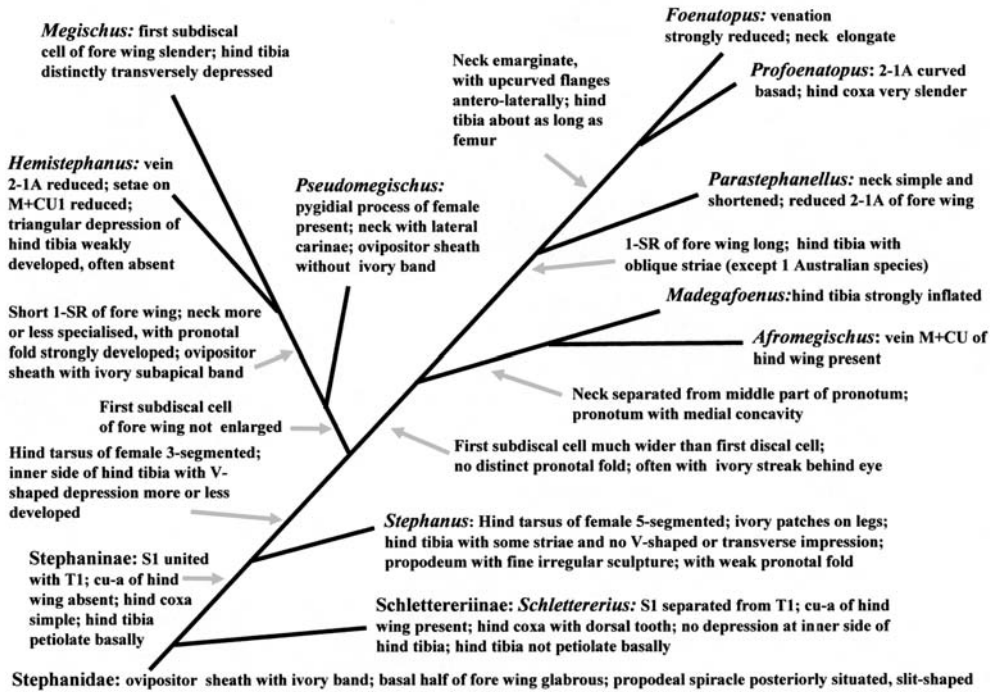 Megischus: first subdiscal
cell of fore wing slender; hind tibia
distinctly transversely depressed
Foenatopus: venation
strongly reduced; neck elongate
Neck emarginate,
with upcurved flanges
antero-laterally; hind
tibia about as long as
femur
Profoenatopus: 2-1A curved
basad; hind coxa very slender
Hemistephanus: vein
2-1A reduced; setae on
M+CU1 reduced;
triangular depression of
hind tibia weakly
developed, often absent
Pseudomegischus:
pygidial process of female
present; neck with lateral
carinae; ovipositor sheath
without ivory band
Parastephanellus: neck simple and
shortened; reduced 2-1A of fore wing
1-SR of fore wing long; hind tibia with
oblique striae (except 1 Australian species)
Madegafoenus:hind tibia strongly inflated
Short 1-SR of fore wing; neck more
or less specialised, with pronotal
fold strongly developed; ovipositor
sheath with ivory subapical band
Afromegischus: vein M+CU of
hind wing present
Neck separated from middle part of pronotum;
pronotum with medial concavity
First subdiscal cell
of fore wing not enlarged
First subdiscal cell much wider than first discal cell;
no distinct pronotal fold; often with ivory streak behind eye
Hind tarsus of female 3-segmented;
inner side of hind tibia with V-
shaped depression more or less
developed
Stephanus: Hind tarsus of female 5-segmented; ivory patches on legs;
hind tibia with some striae and no V-shaped or transverse impression;
propodeum with fine irregular sculpture; with weak pronotal fold
Stephaninae: S1 united
with T1; cu-a of hind
wing absent; hind coxa
simple; hind tibia
petiolate basally
Schlettereriinae: Schlettererius: S1 separated from T1; cu-a of hind
wing present; hind coxa with dorsal tooth; no depression at inner side of
hind tibia; hind tibia not petiolate basally
Stephanidae: ovipositor sheath with ivory band; basal half of fore wing glabrous; propodeal spiracle posteriorly situated, slit-shaped